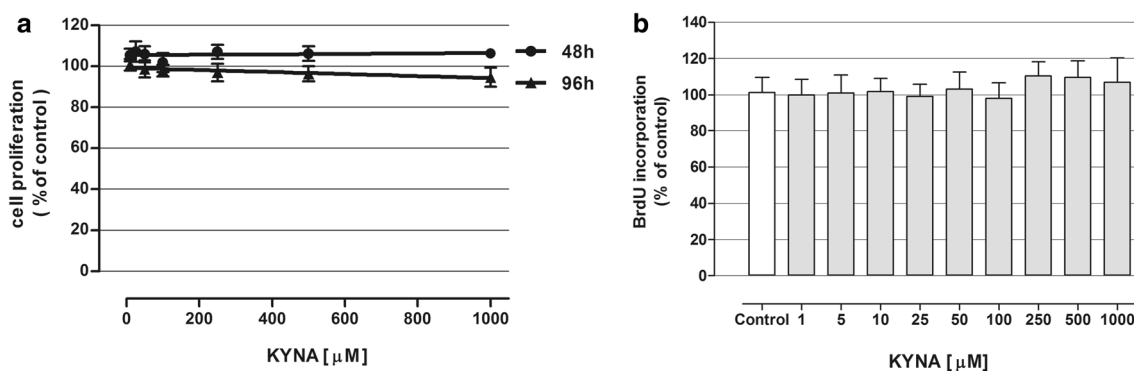 a
cell proliferation
( % of control )
120
100
80
60
40
20
0
0 200 400 600 800 1000
KYNA [ μM]
48h
96h
b
BrdU incorporation
(% of control)
140
120
100
80
60
40
20
0
Control 1 5 10 25 50 100 250 500 1000
KYNA [μM]